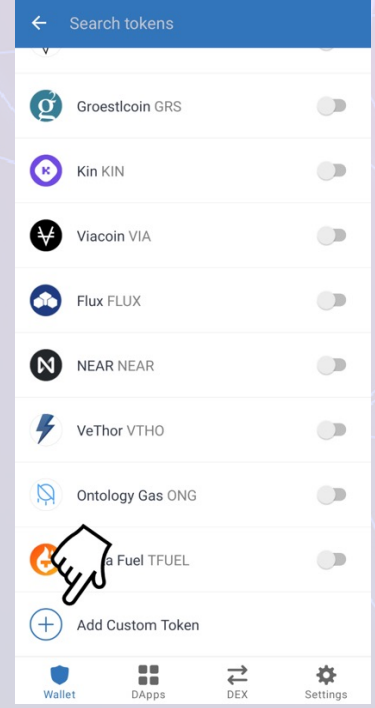 Search tokens
Groestlcoin GRS
Kin KIN
Viacoin VIA
Flux FLUX
NEAR NEAR
VeThor VTHO
Ontology Gas ONG
a Fuel TFUEL
Add Custom Token
Wallet DApps DEX Settings